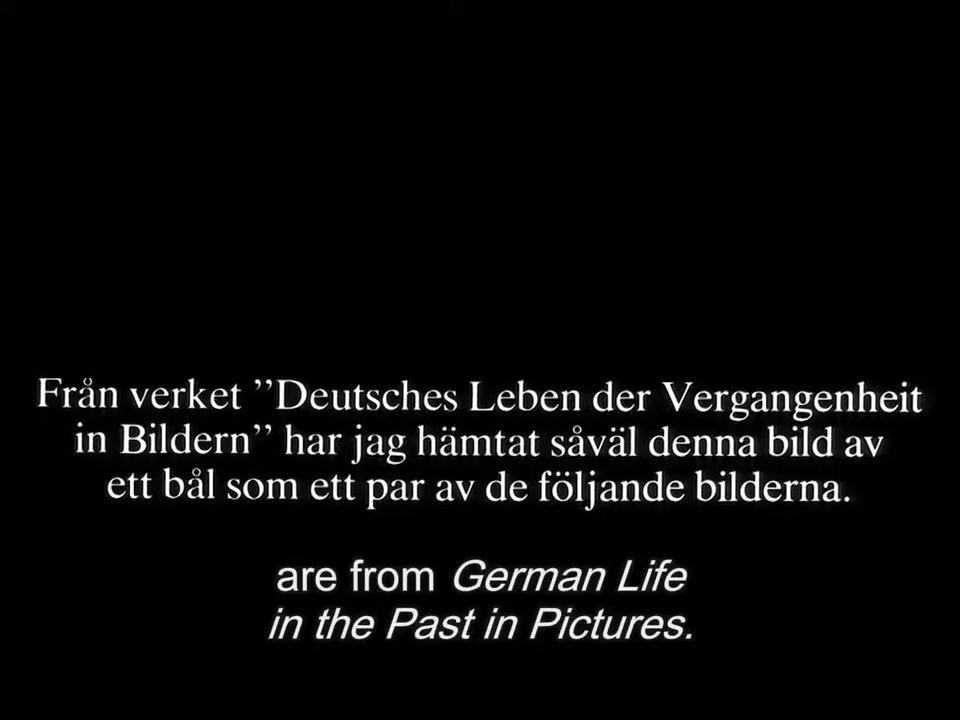 Från verket ”Deutsches Leben der Vergangenheit
in Bildern” har jag hämtat såväl denna bild av
ett bål som ett par av de följande bilderna.
are from German Life
in the Past in Pictures.